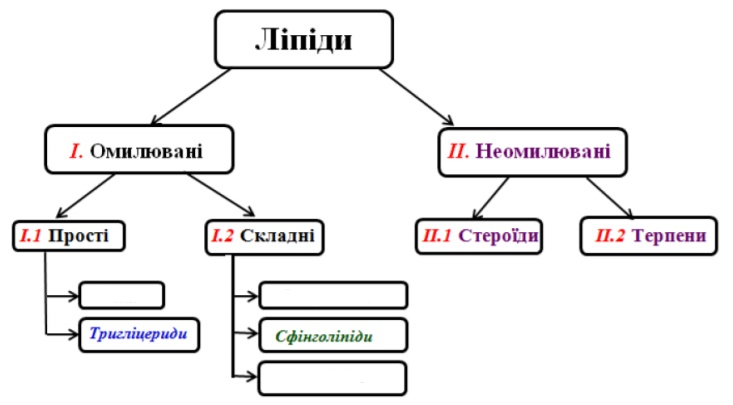 Ліпіди
I. Омилювані
II. Неомилювані
I.1 Прості
I.2 Складні
II.1 Стероїди
II.2 Терпени
Тригліцериди
Сфінголіпіди